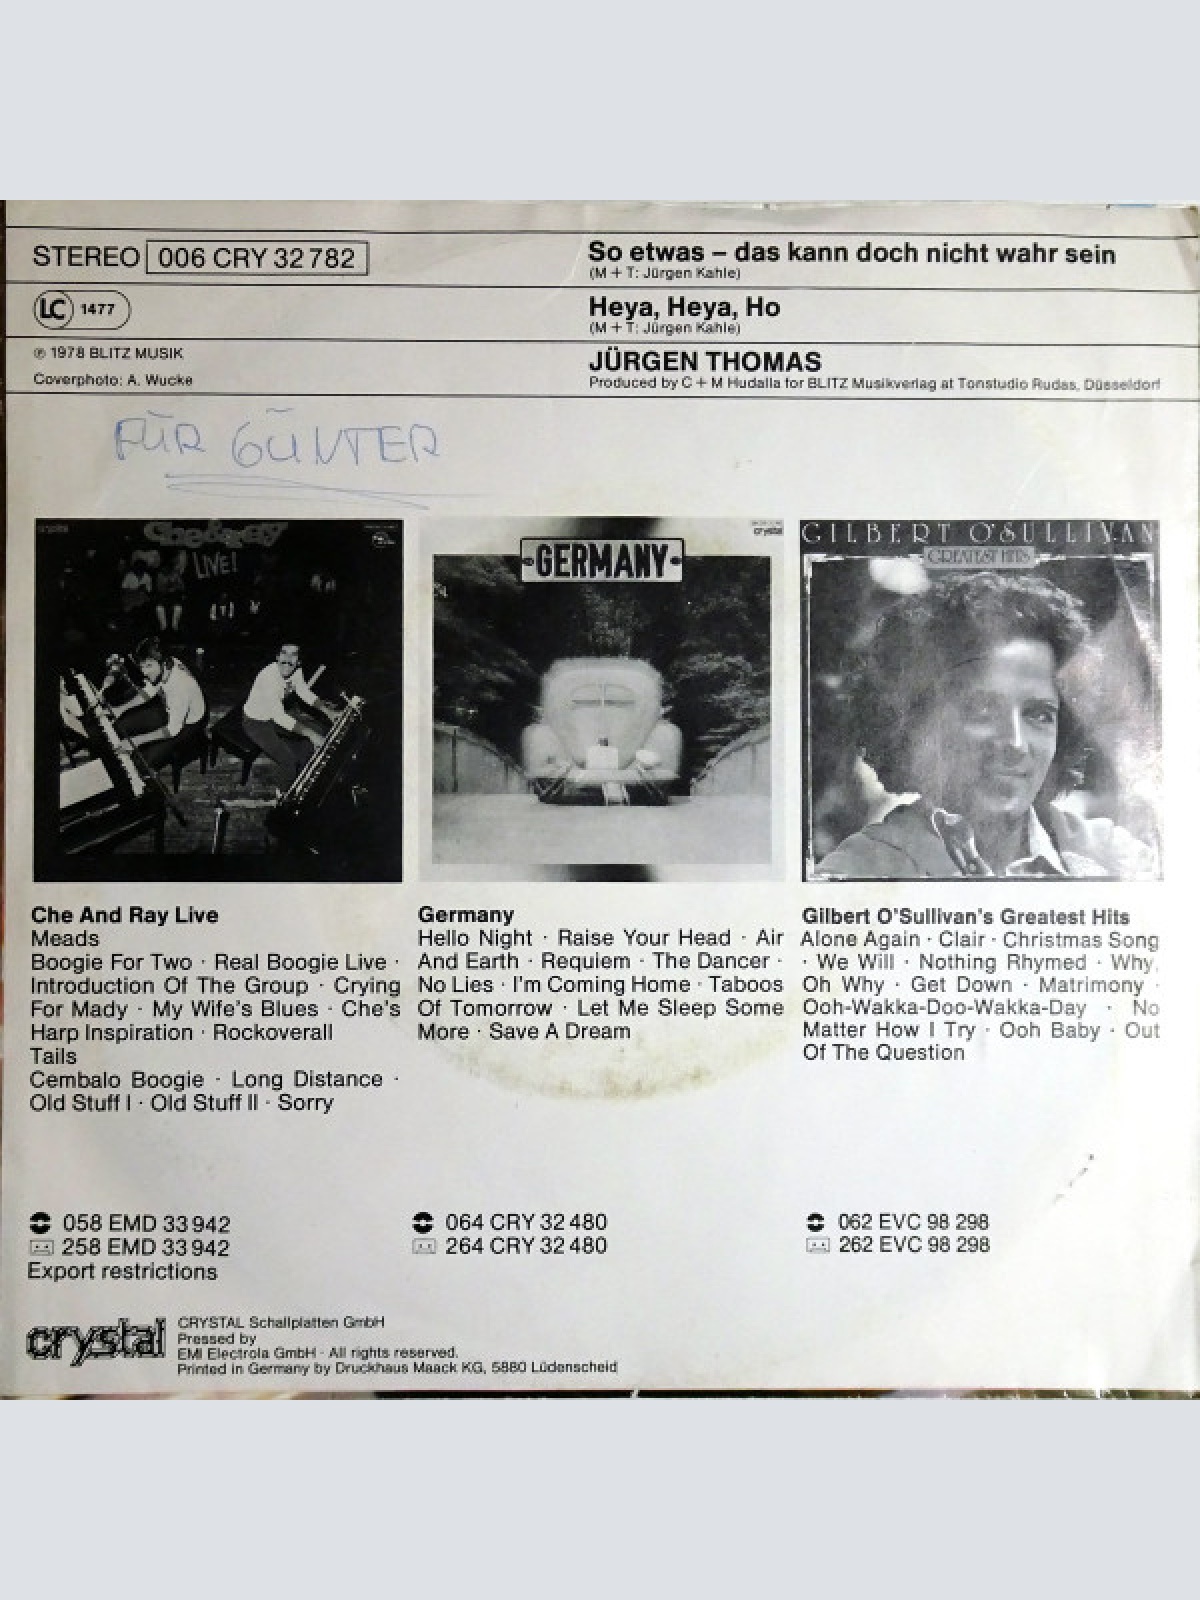 STEREO 006 CRY 32 782
LC 1477
℗ 1978 BLITZ MUSIK
Coverphoto: A. Wucke
So etwas – das kann doch nicht wahr sein
(M + T: Jürgen Kahle)
Heya, Heya, Ho
(M + T: Jürgen Kahle)
JÜRGEN THOMAS
Produced by C + M Hudalla for BLITZ Musikverlag at Tonstudio Rudas, Düsseldorf
FÜR GÜNTER
crystal
Che & Ray
LIVE!
crystal
GERMANY
GILBERT O'SULLIVAN
GREATEST HITS
Che And Ray Live
Meads
Boogie For Two · Real Boogie Live ·
Introduction Of The Group · Crying
For Mady · My Wife's Blues · Che's
Harp Inspiration · Rockoverall
Tails
Cembalo Boogie · Long Distance ·
Old Stuff I · Old Stuff II · Sorry
Germany
Hello Night · Raise Your Head · Air
And Earth · Requiem · The Dancer ·
No Lies · I'm Coming Home · Taboos
Of Tomorrow · Let Me Sleep Some
More · Save A Dream
Gilbert O'Sullivan's Greatest Hits
Alone Again · Clair · Christmas Song
· We Will · Nothing Rhymed · Why,
Oh Why · Get Down · Matrimony ·
Ooh-Wakka-Doo-Wakka-Day · No
Matter How I Try · Ooh Baby · Out
Of The Question
058 EMD 33 942
258 EMD 33 942
Export restrictions
064 CRY 32 480
264 CRY 32 480
062 EVC 98 298
262 EVC 98 298
crystal
CRYSTAL Schallplatten GmbH
Pressed by
EMI Electrola GmbH · All rights reserved.
Printed in Germany by Druckhaus Maack KG, 5880 Lüdenscheid